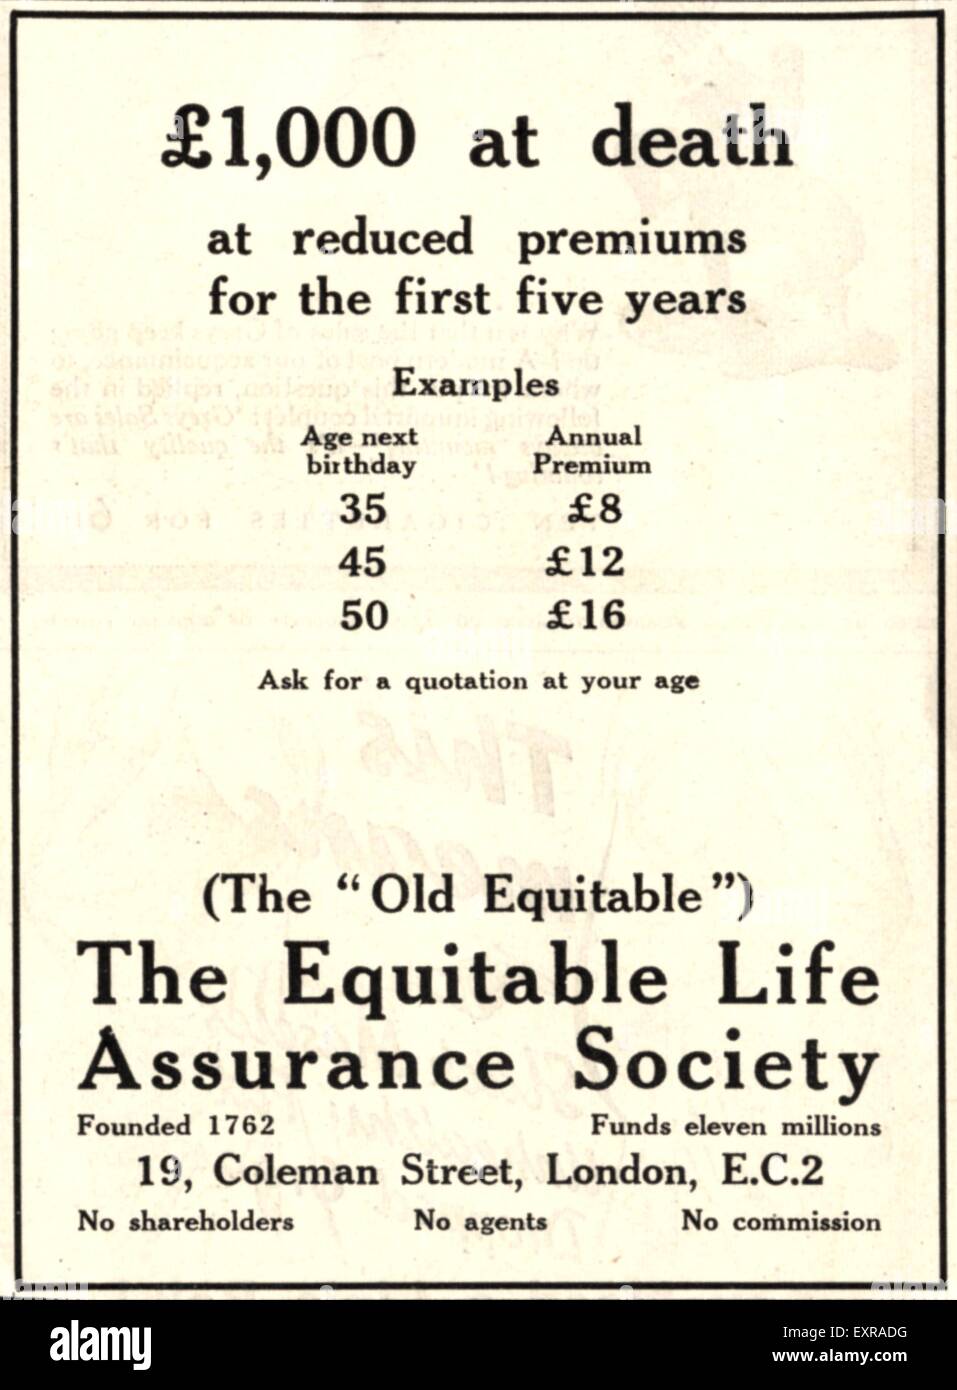 £1,000 at death
at reduced premiums
for the first five years
Examples
Age next birthday Annual Premium
35 £8
45 £12
50 £16
Ask for a quotation at your age
(The “Old Equitable”)
The Equitable Life
Assurance Society
Founded 1762 Funds eleven millions
19, Coleman Street, London, E.C.2
No shareholders No agents No commission
alamy stock photo
EXRADG
www.alamy.com